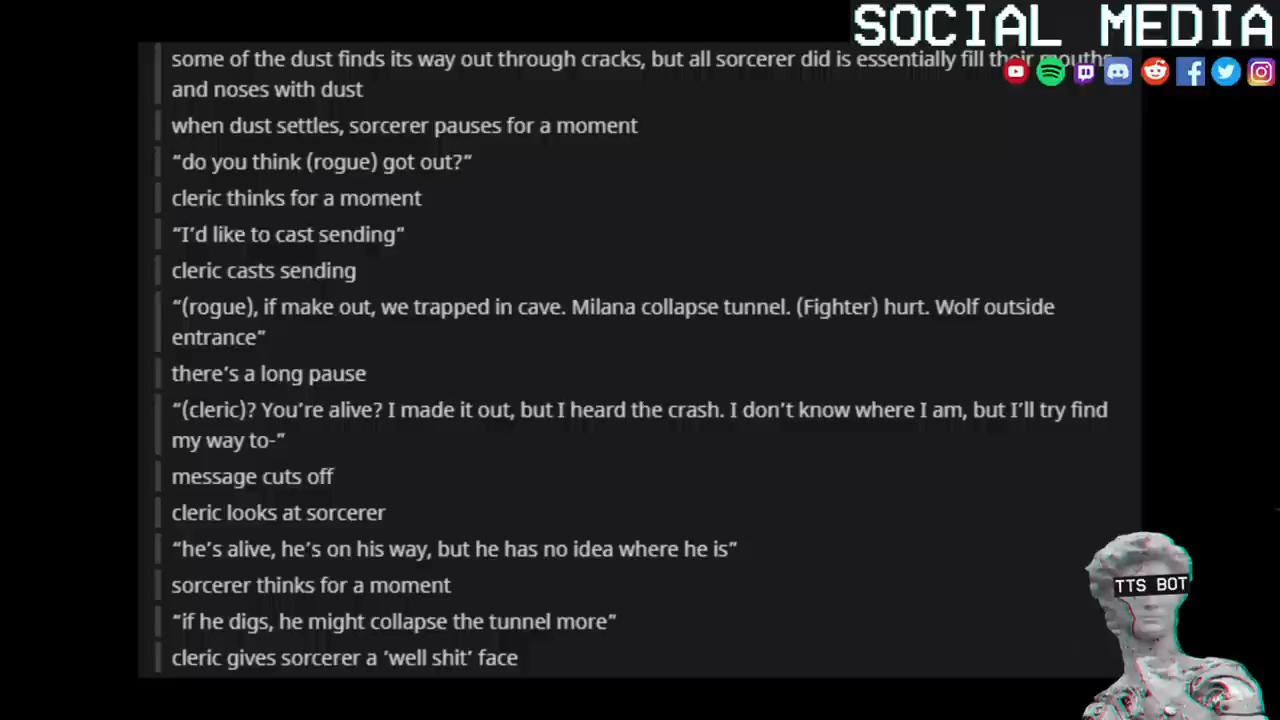 SOCIAL MEDIA
some of the dust finds its way out through cracks, but all sorcerer did is essentially fill their mouths
and noses with dust
when dust settles, sorcerer pauses for a moment
“do you think (rogue) got out?”
cleric thinks for a moment
“I’d like to cast sending”
cleric casts sending
“(rogue), if make out, we trapped in cave. Milana collapse tunnel. (Fighter) hurt. Wolf outside
entrance”
there’s a long pause
“(cleric)? You’re alive? I made it out, but I heard the crash. I don’t know where I am, but I’ll try find
my way to-”
message cuts off
cleric looks at sorcerer
“he’s alive, he’s on his way, but he has no idea where he is”
sorcerer thinks for a moment
“if he digs, he might collapse the tunnel more”
cleric gives sorcerer a ‘well shit’ face
TTS BOT